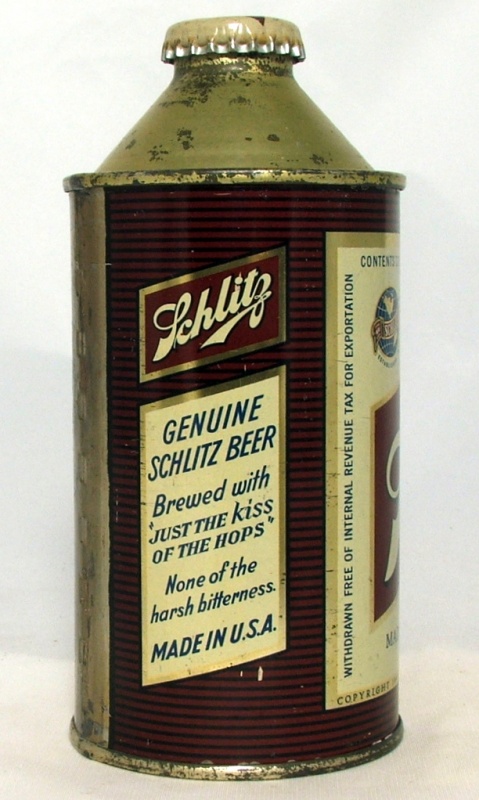 Schlitz
GENUINE
SCHLITZ BEER
Brewed with
"JUST THE kiss
OF THE HOPS"
None of the
harsh bitterness.
MADE IN U.S.A.
CONTENTS
WITHDRAWN FREE OF INTERNAL REVENUE TAX FOR EXPORTATION
COPYRIGHT